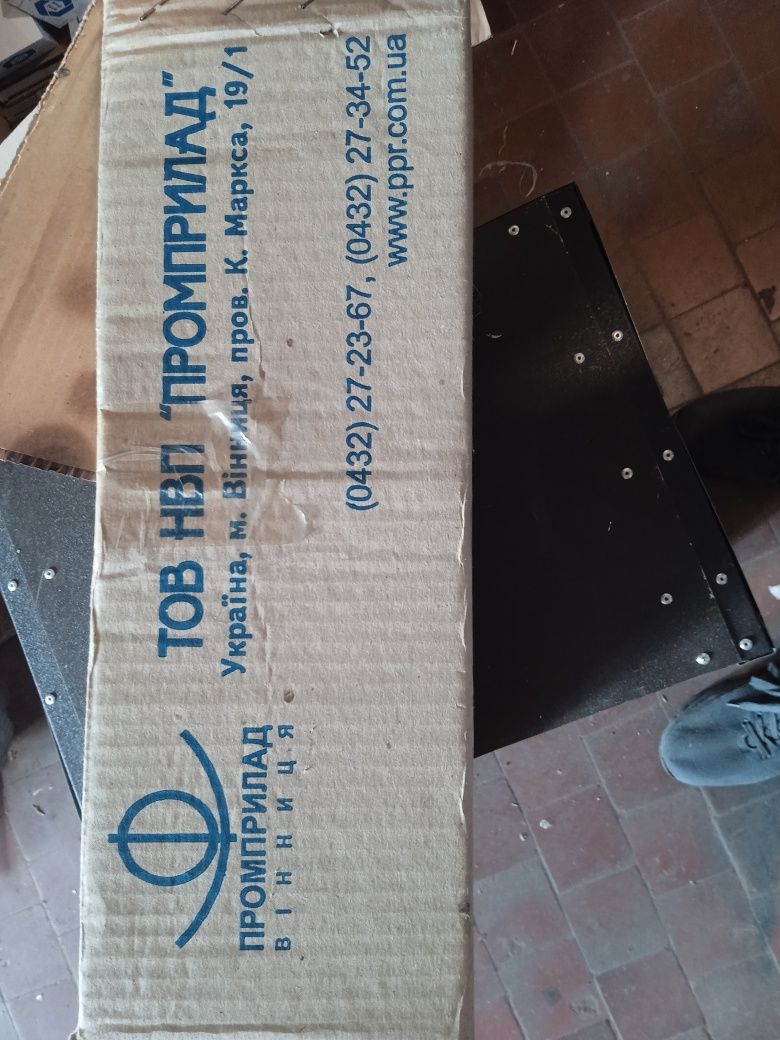 ТОВ НВП "ПРОМПРИЛАД"
Україна, м. Вінниця, пров. К. Маркса, 19/1
(0432) 27-23-67, (0432) 27-34-52
www.ppr.com.ua
ПРОМПРИЛАД
ВІННИЦЯ